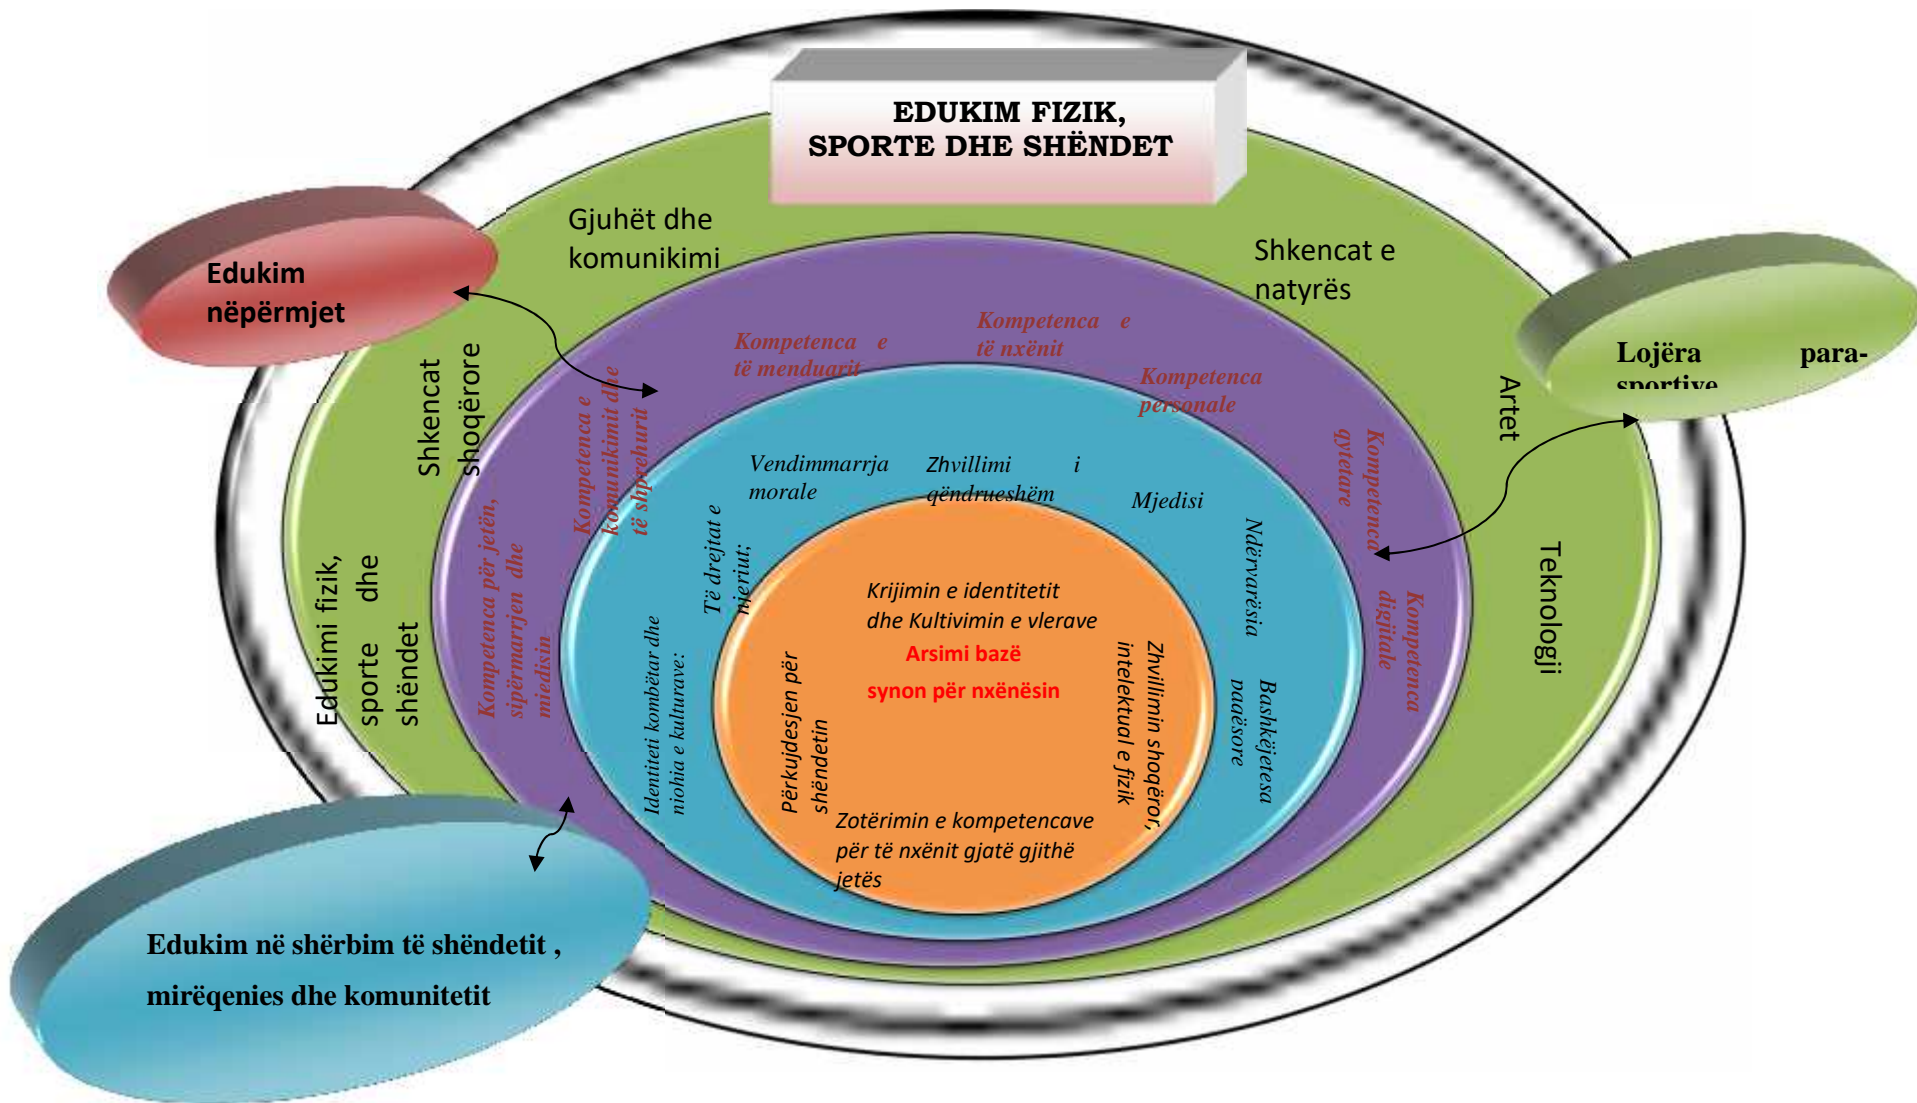 EDUKIM FIZIK,
SPORTE DHE SHËNDET
Edukim
nëpërmjet
Lojëra para-
sportive
Edukim në shërbim të shëndetit ,
mirëqenies dhe komunitetit
Gjuhët dhe
komunikimi
Shkencat e
natyrës
Shkencat
shoqërore
Artet
Edukimi fizik,
sporte dhe
shëndet
Teknologji
Kompetenca e
të menduarit
Kompetenca e
të nxënit
Kompetenca
personale
Kompetenca e
komunikimit dhe
të shprehurit
Kompetenca
qytetare
Kompetenca për jetën,
sipërmarrjen dhe
mjedisin
Kompetenca
digjitale
Vendimmarrja
morale
Zhvillimi i
qëndrueshëm
Mjedisi
Të drejtat e
njeriut;
Ndërvarësia
Identiteti kombëtar dhe
njohja e kulturave:
Bashkëjetesa
paqësore
Krijimin e identitetit
dhe Kultivimin e vlerave
Arsimi bazë
synon për nxënësin
Përkujdesjen për
shëndetin
Zhvillimin shoqëror,
intelektual e fizik
Zotërimin e kompetencave
për të nxënit gjatë gjithë
jetës